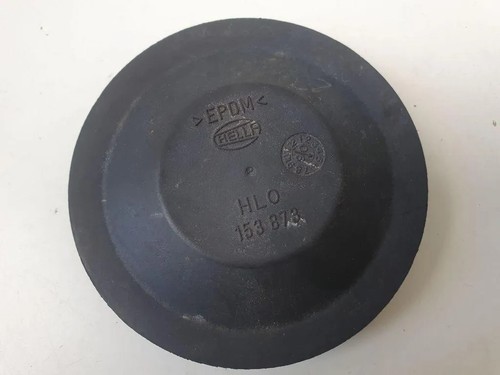 >EPDM<
HELLA
HLO
153 873